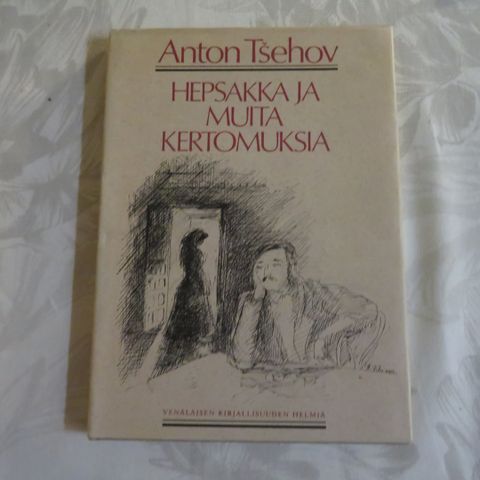 Anton Tšehov
HEPSAKKA JA
MUITA
KERTOMUKSIA
VENÄLÄISEN KIRJALLISUUDEN HELMIÄ